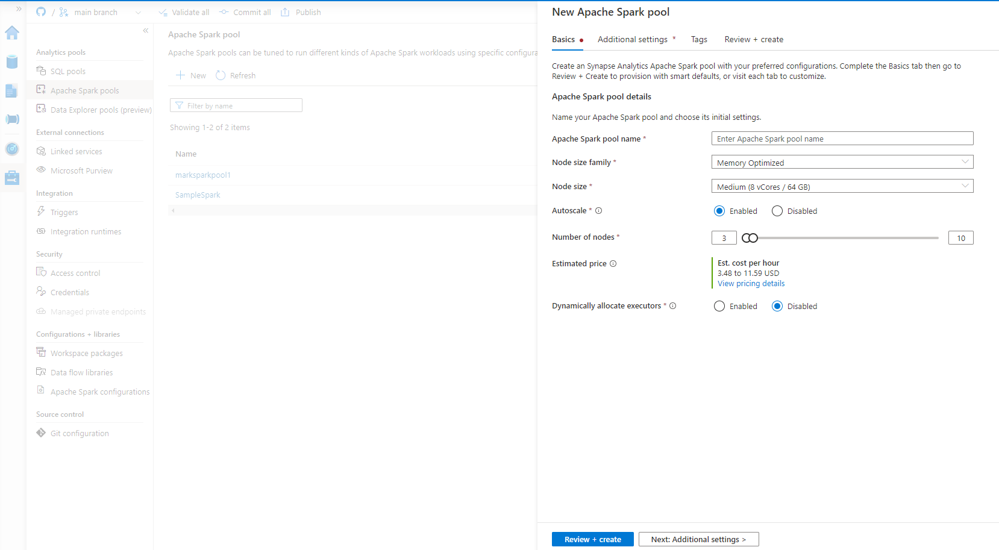 / main branch
Validate all
Commit all
Publish
Analytics pools
SQL pools
Apache Spark pools
Data Explorer pools (preview)
External connections
Linked services
Microsoft Purview
Integration
Triggers
Integration runtimes
Security
Access control
Credentials
Managed private endpoints
Configurations + libraries
Workspace packages
Data flow libraries
Apache Spark configurations
Source control
Git configuration
Apache Spark pool
Apache Spark pools can be tuned to run different kinds of Apache Spark workloads using specific configura
New
Refresh
Filter by name
Showing 1-2 of 2 items
Name
marksparkpool1
SampleSpark
New Apache Spark pool
Basics
Additional settings *
Tags
Review + create
Create an Synapse Analytics Apache Spark pool with your preferred configurations. Complete the Basics tab then go to
Review + Create to provision with smart defaults, or visit each tab to customize.
Apache Spark pool details
Name your Apache Spark pool and choose its initial settings.
Apache Spark pool name *
Enter Apache Spark pool name
Node size family *
Memory Optimized
Node size *
Medium (8 vCores / 64 GB)
Autoscale *
Enabled
Disabled
Number of nodes *
3
10
Estimated price
Est. cost per hour
3.48 to 11.59 USD
View pricing details
Dynamically allocate executors *
Enabled
Disabled
Review + create
Next: Additional settings >